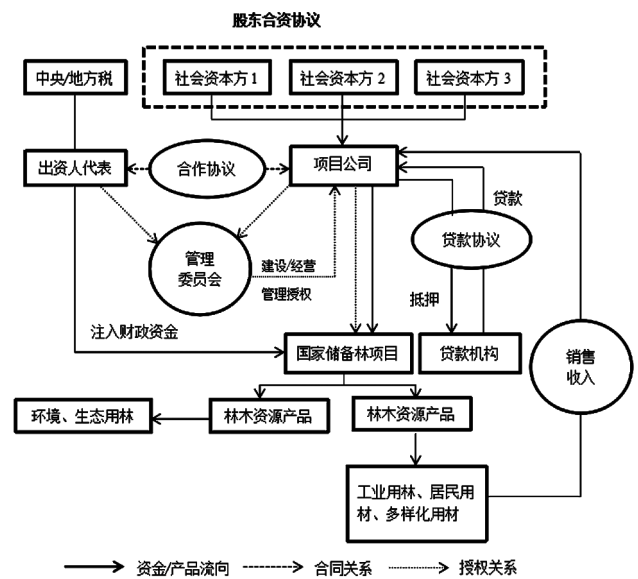 股东合资协议
中央/地方税
社会资本方1
社会资本方2
社会资本方3
出资人代表
合作协议
项目公司
贷款
管理
委员会
建设/经营
管理授权
贷款协议
抵押
注入财政资金
国家储备林项目
贷款机构
销售
收入
环境、生态用林
林木资源产品
林木资源产品
工业用林、居民用
材、多样化用材
资金/产品流向
合同关系
授权关系